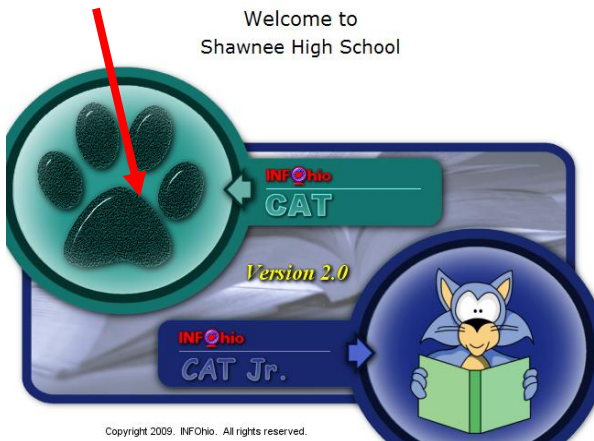 Welcome to
Shawnee High School
INFOhio
CAT
Version 2.0
INFOhio
CAT Jr.
Copyright 2009. INFOhio. All rights reserved.